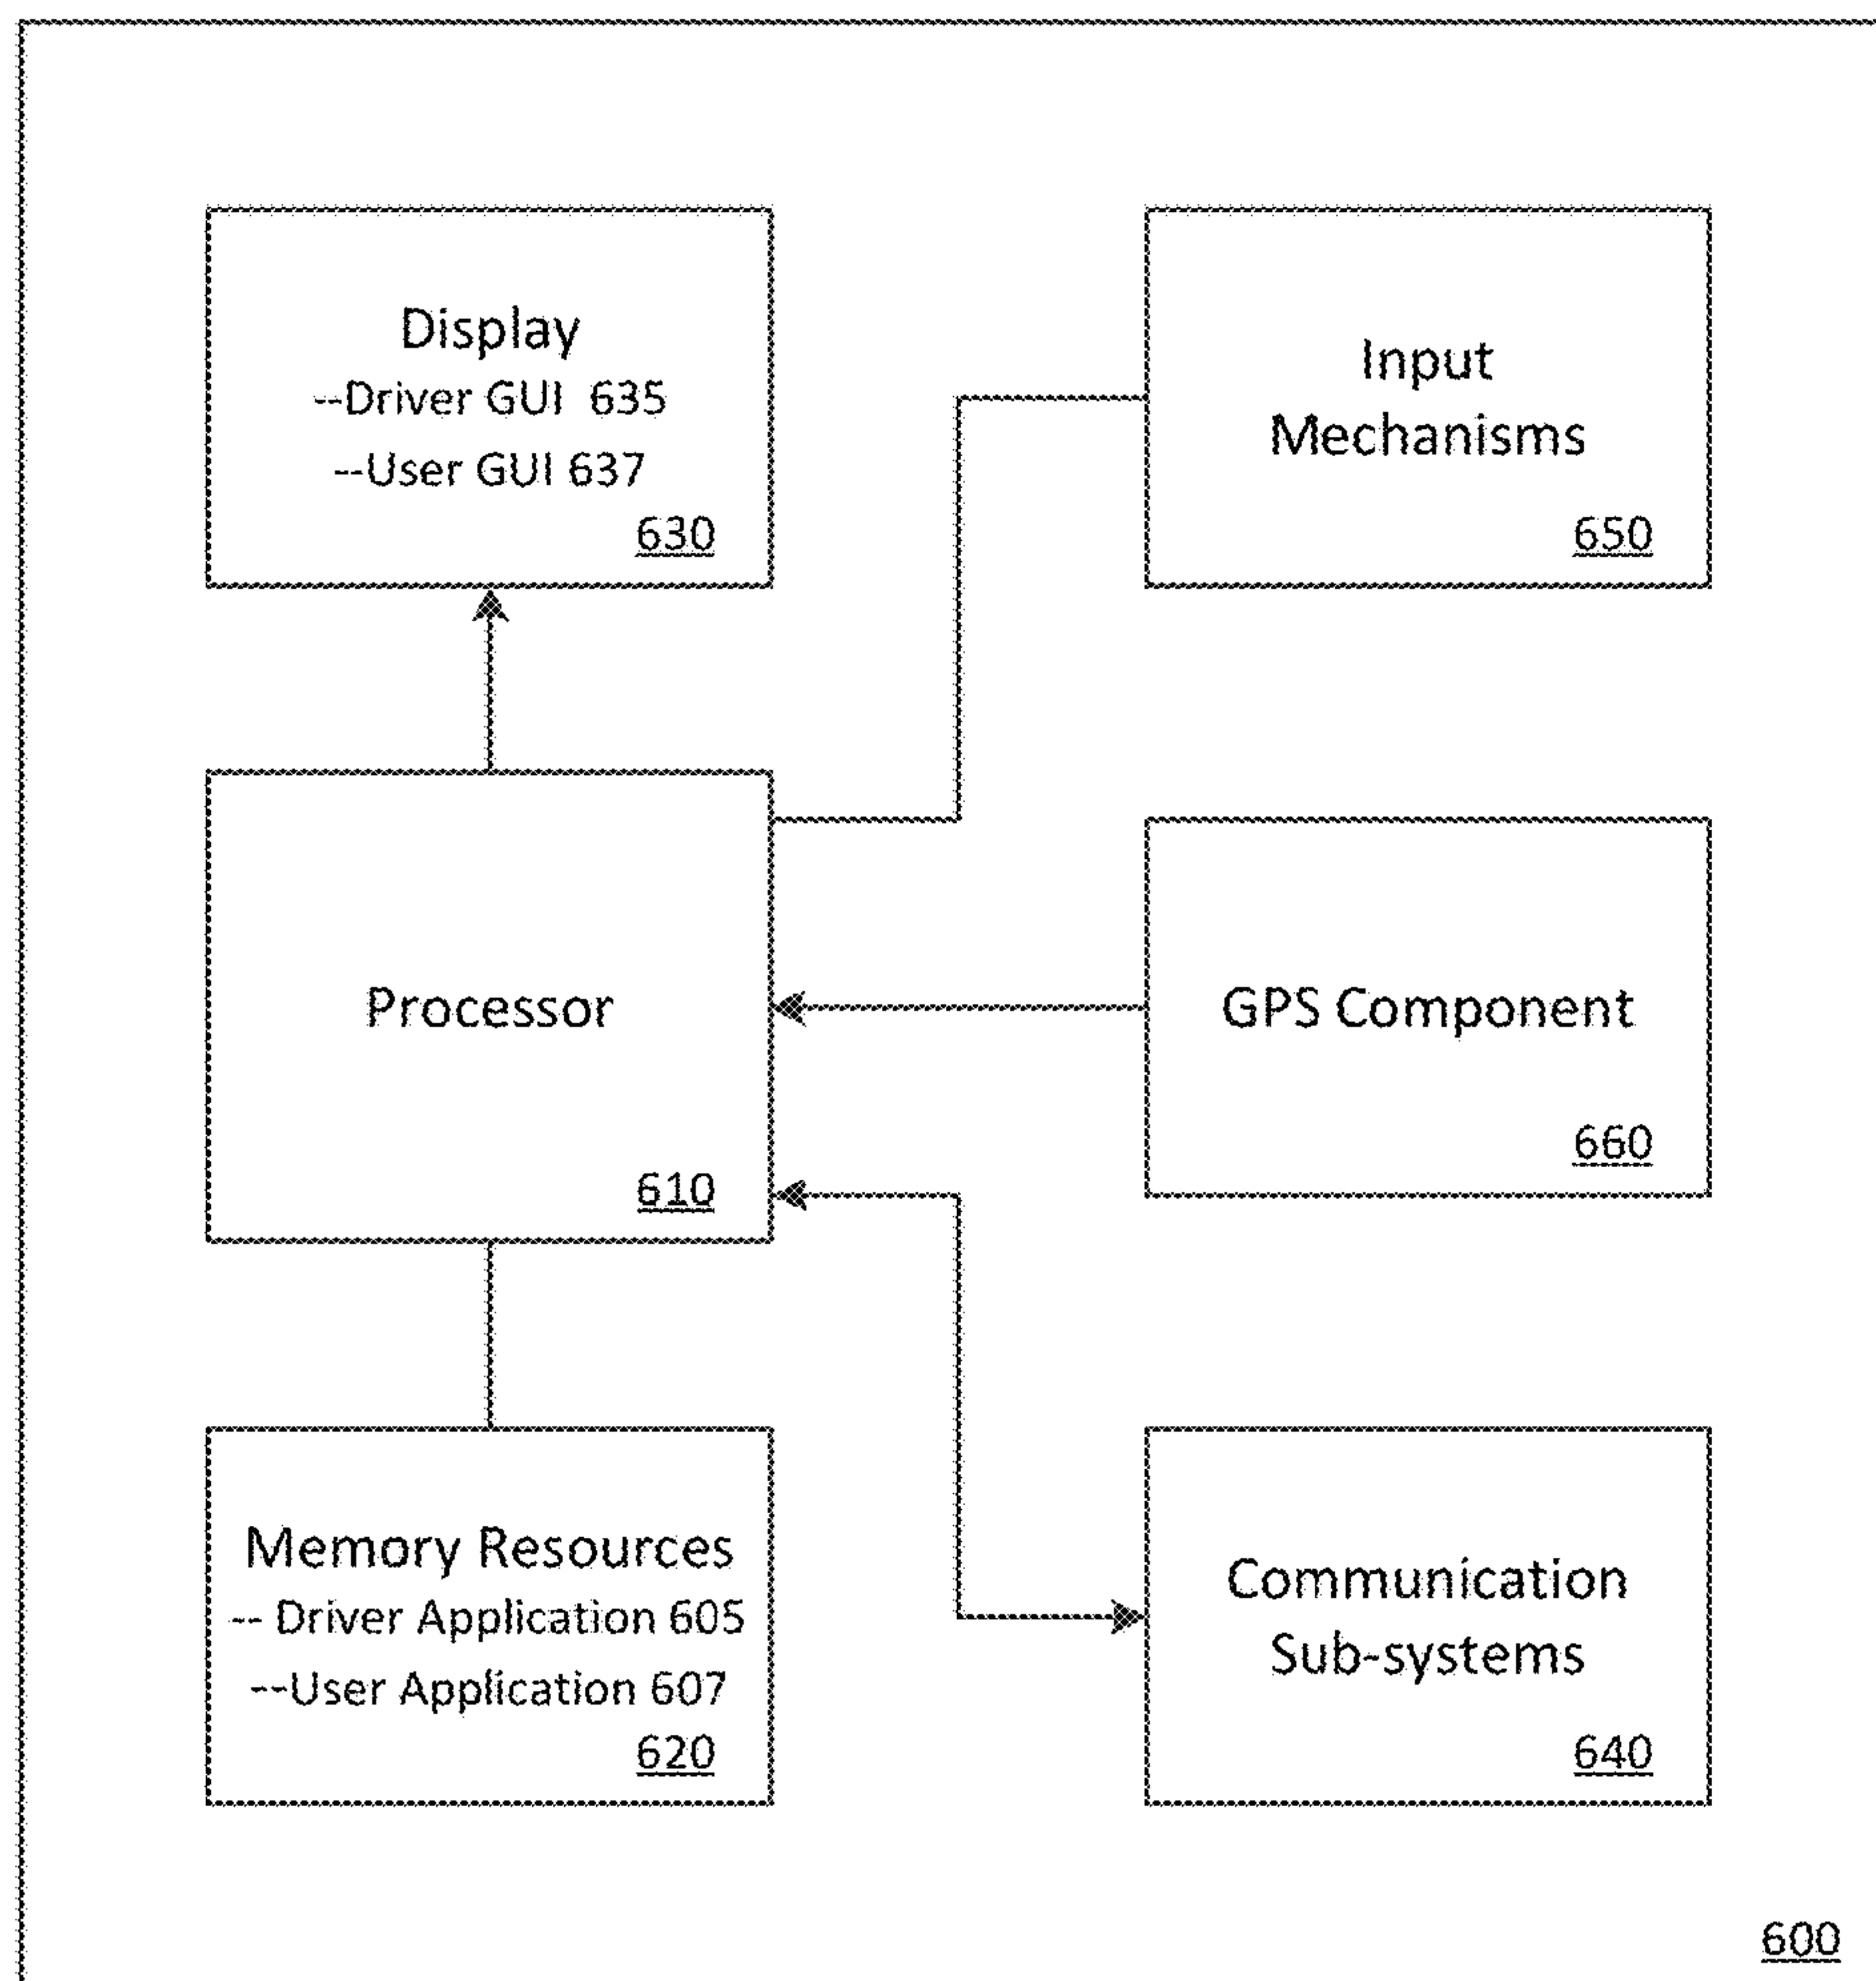 Display
--Driver GUI 635
--User GUI 637
630
Input
Mechanisms
650
Processor
610
GPS Component
660
Memory Resources
-- Driver Application 605
--User Application 607
620
Communication
Sub-systems
640
600